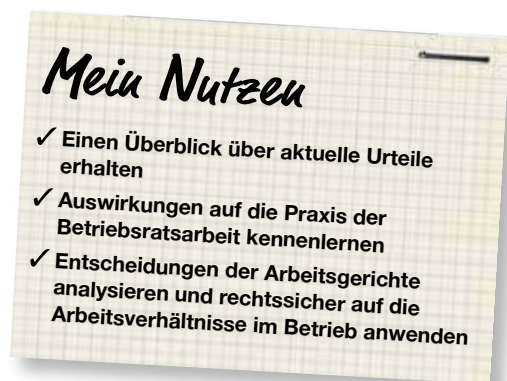 Mein Nutzen
✓ Einen Überblick über aktuelle Urteile
erhalten
✓ Auswirkungen auf die Praxis der
Betriebsratsarbeit kennenlernen
✓ Entscheidungen der Arbeitsgerichte
analysieren und rechtssicher auf die
Arbeitsverhältnisse im Betrieb anwenden